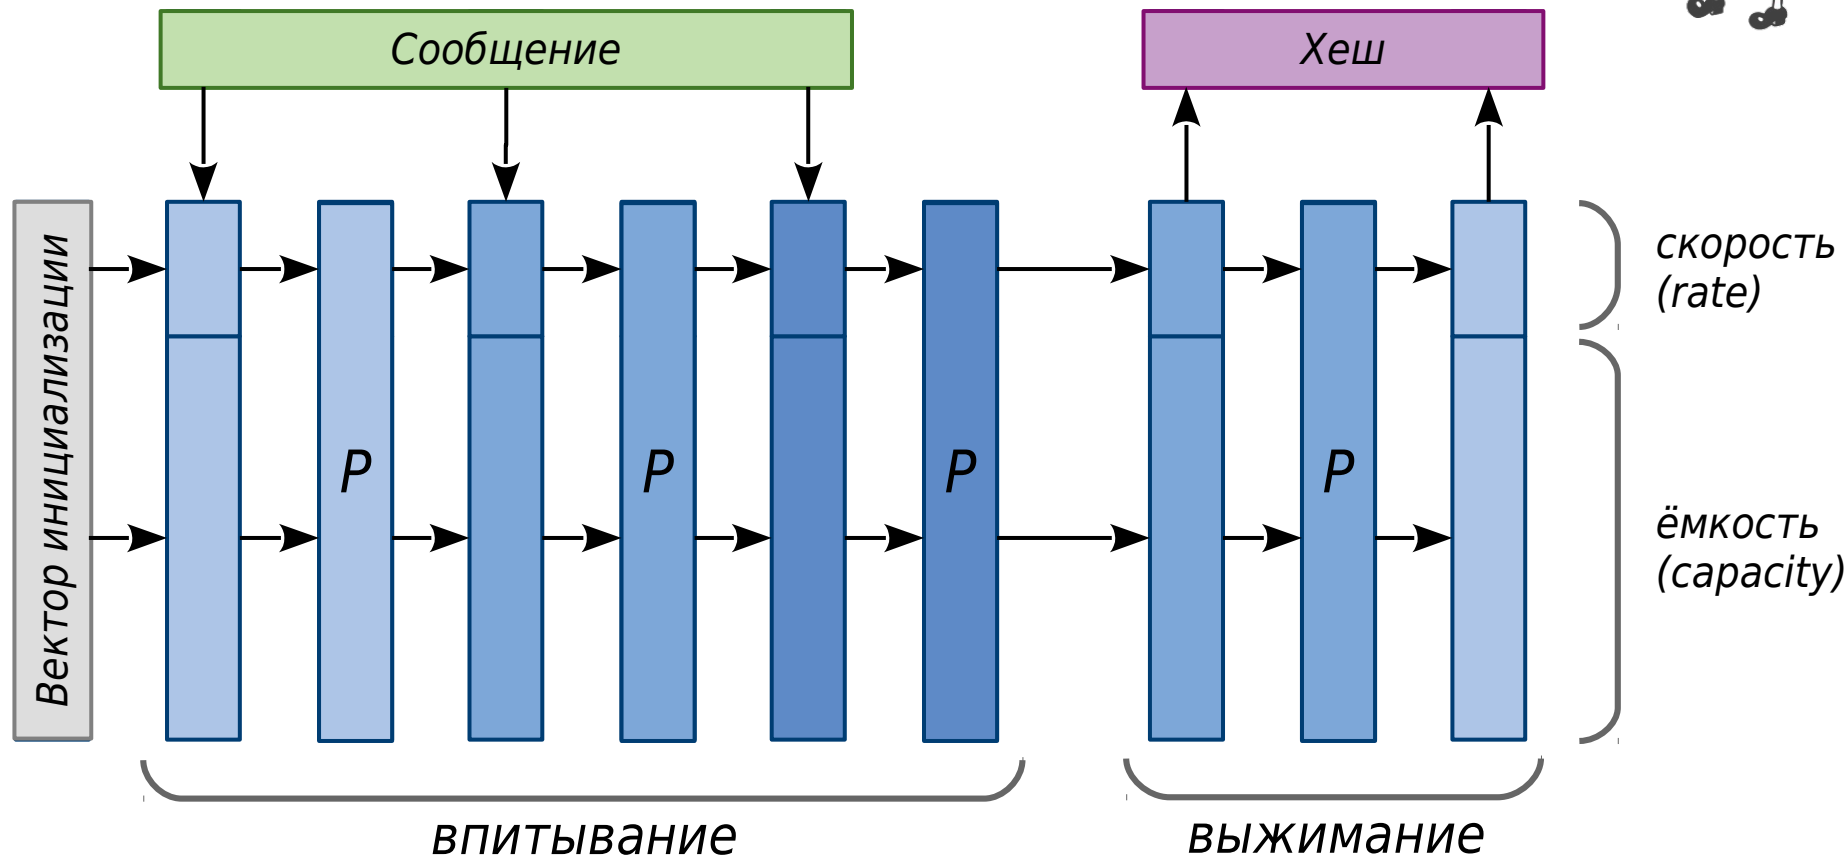 Сообщение
Хеш
Вектор инициализации
скорость
(rate)
P
P
P
P
ёмкость
(capacity)
впитывание
выжимание